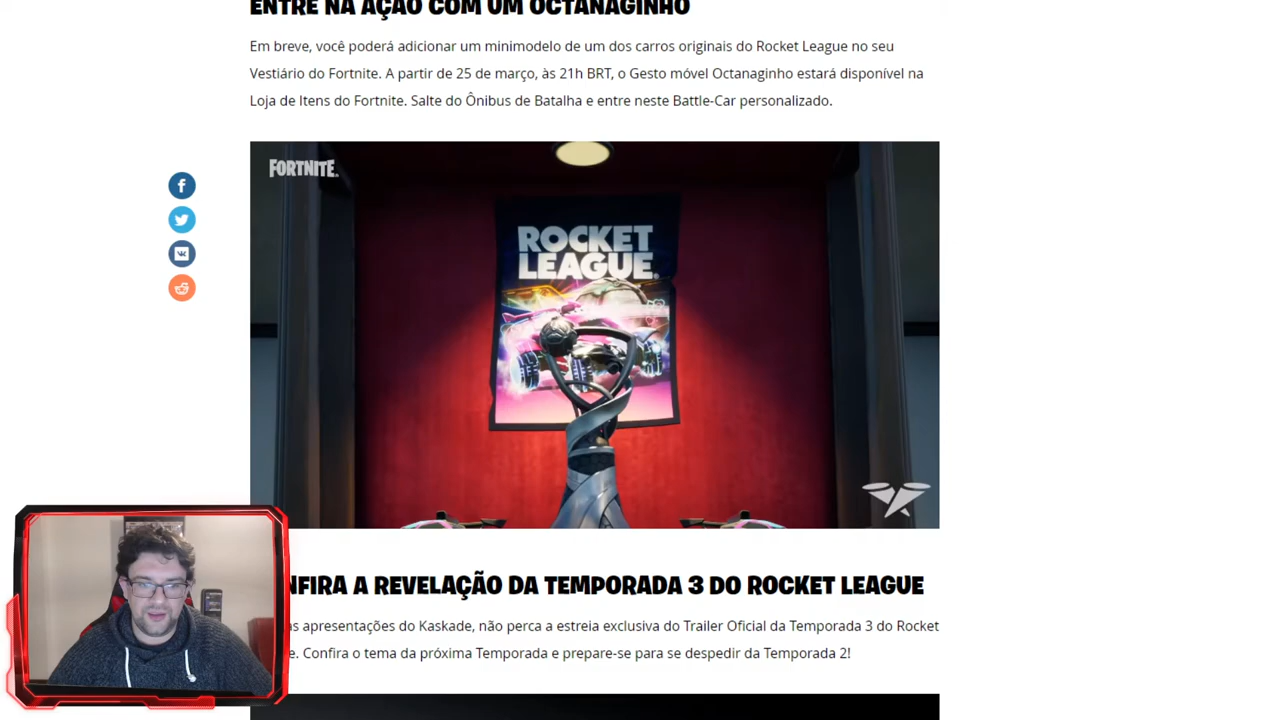 ENTRE NA AÇÃO COM UM OCTANAGINHO
Em breve, você poderá adicionar um minimodelo de um dos carros originais do Rocket League no seu
Vestiário do Fortnite. A partir de 25 de março, às 21h BRT, o Gesto móvel Octanaginho estará disponível na
Loja de Itens do Fortnite. Salte do Ônibus de Batalha e entre neste Battle-Car personalizado.
FORTNITE
ROCKET
LEAGUE
NFIRA A REVELAÇÃO DA TEMPORADA 3 DO ROCKET LEAGUE
as apresentações do Kaskade, não perca a estreia exclusiva do Trailer Oficial da Temporada 3 do Rocket
e. Confira o tema da próxima Temporada e prepare-se para se despedir da Temporada 2!